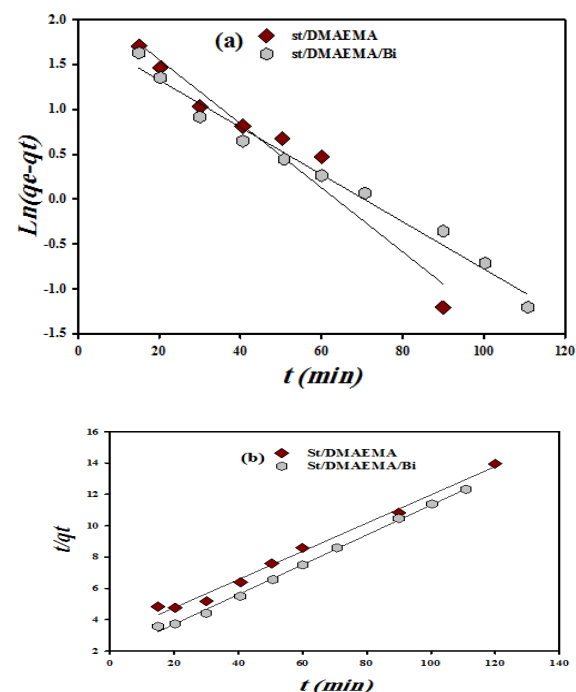 (a)
st/DMAEMA
st/DMAEMA/Bi
2.0
1.5
1.0
0.5
0.0
-0.5
-1.0
-1.5
Ln(qe-qt)
0 20 40 60 80 100 120
t (min)
(b)
St/DMAEMA
St/DMAEMA/Bi
16
14
12
10
8
6
4
2
t/qt
0 20 40 60 80 100 120 140
t (min)